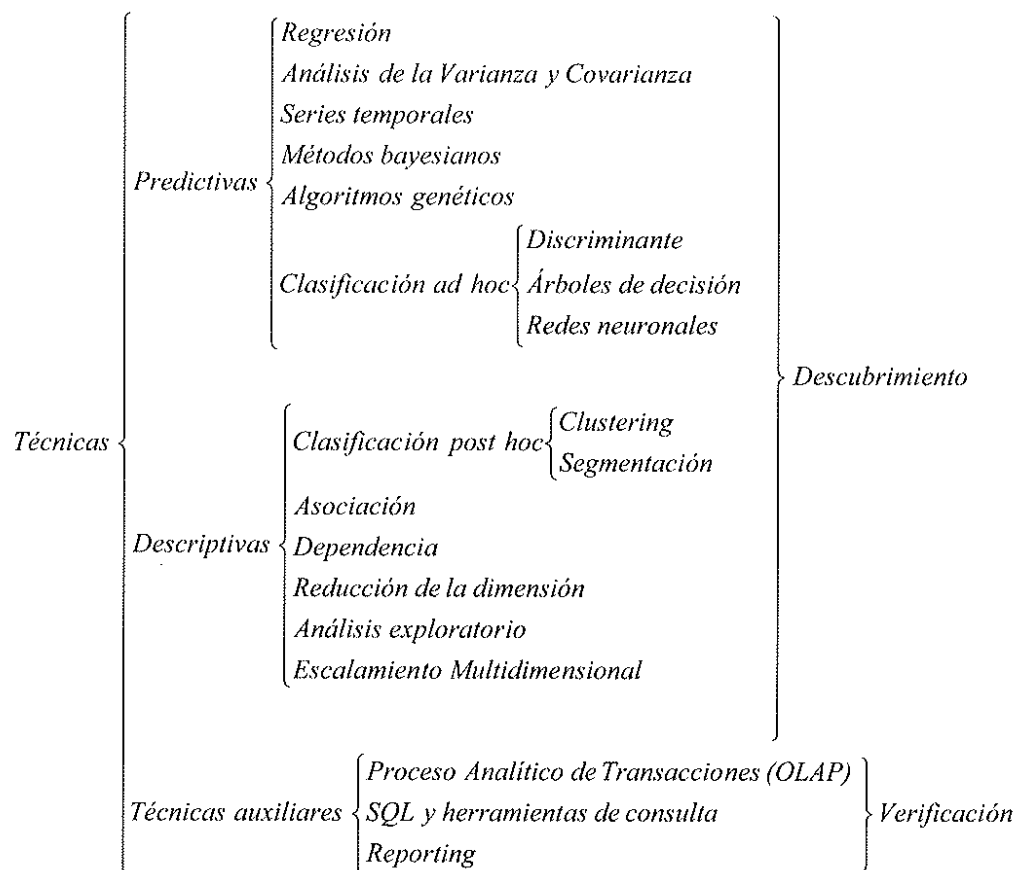 Regresión
Análisis de la Varianza y Covarianza
Series temporales
Métodos bayesianos
Predictivas
Algoritmos genéticos
Discriminante
Clasificación ad hoc
Árboles de decisión
Redes neuronales
Descubrimiento
Técnicas
Clasificación post hoc
Clustering
Segmentación
Asociación
Descriptivas
Dependencia
Reducción de la dimensión
Análisis exploratorio
Escalamiento Multidimensional
Proceso Analítico de Transacciones (OLAP)
Técnicas auxiliares
SQL y herramientas de consulta
Verificación
Reporting